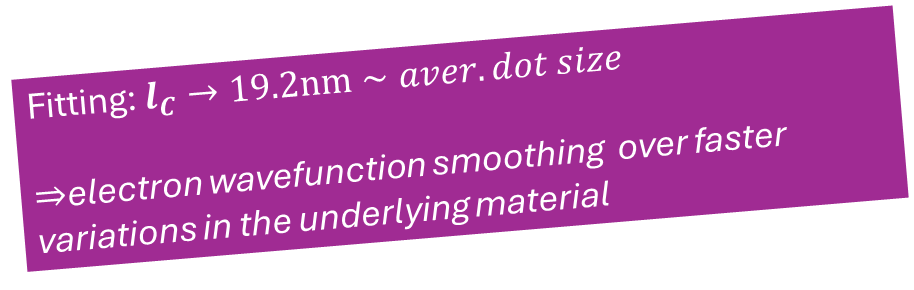 Fitting: l_C → 19.2nm ~ aver. dot size
⇒electron wavefunction smoothing over faster
variations in the underlying material